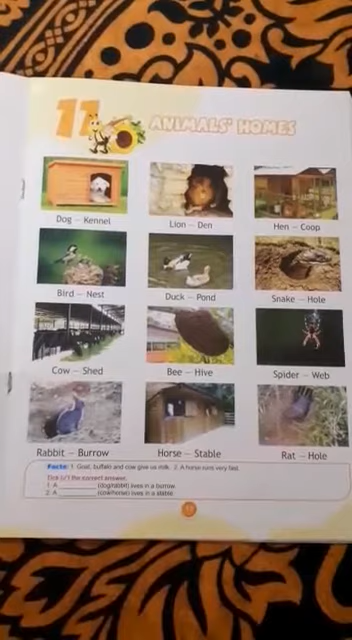 11
ANIMALS' HOMES
Dog – Kennel
Lion – Den
Hen – Coop
Bird – Nest
Duck – Pond
Snake – Hole
Cow – Shed
Bee – Hive
Spider – Web
Rabbit – Burrow
Horse – Stable
Rat – Hole
Facts: 1. Goat, buffalo and cow give us milk. 2. A horse runs very fast.
Tick (✓) the correct answer.
1. A __________ (dog/rabbit) lives in a burrow.
2. A __________ (cow/horse) lives in a stable.